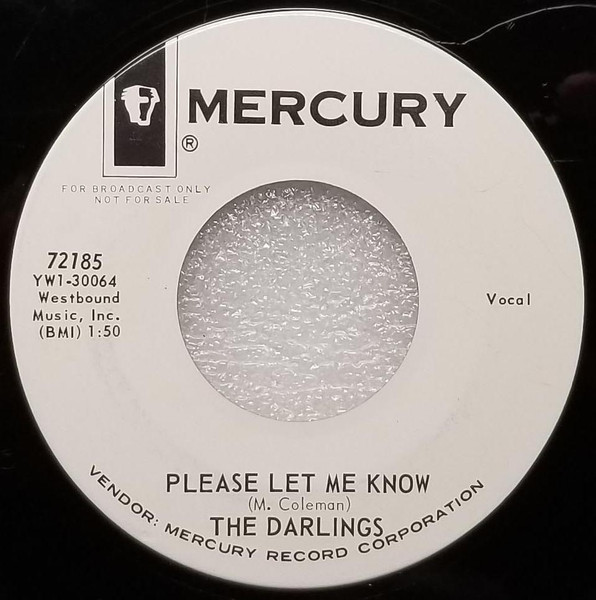 MERCURY
®
FOR BROADCAST ONLY
NOT FOR SALE
72185
YW1-30064
Westbound
Music, Inc.
(BMI) 1:50
Vocal
PLEASE LET ME KNOW
(M. Coleman)
THE DARLINGS
VENDOR: MERCURY RECORD CORPORATION